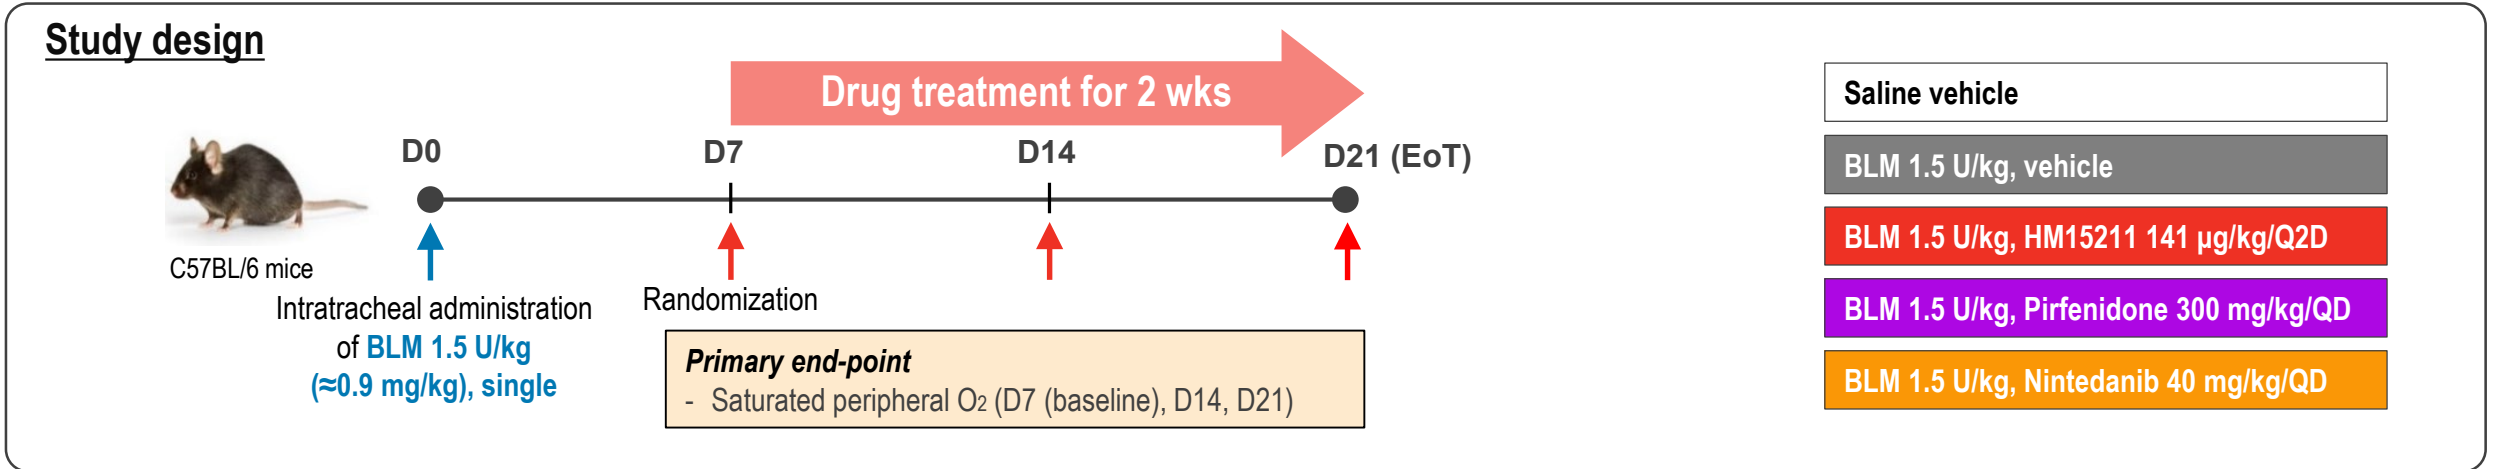 Study design
Drug treatment for 2 wks
D0
D7
D14
D21 (EoT)
C57BL/6 mice
Intratracheal administration
of BLM 1.5 U/kg
(≈0.9 mg/kg), single
Randomization
Primary end-point
- Saturated peripheral O2 (D7 (baseline), D14, D21)
Saline vehicle
BLM 1.5 U/kg, vehicle
BLM 1.5 U/kg, HM15211 141 µg/kg/Q2D
BLM 1.5 U/kg, Pirfenidone 300 mg/kg/QD
BLM 1.5 U/kg, Nintedanib 40 mg/kg/QD